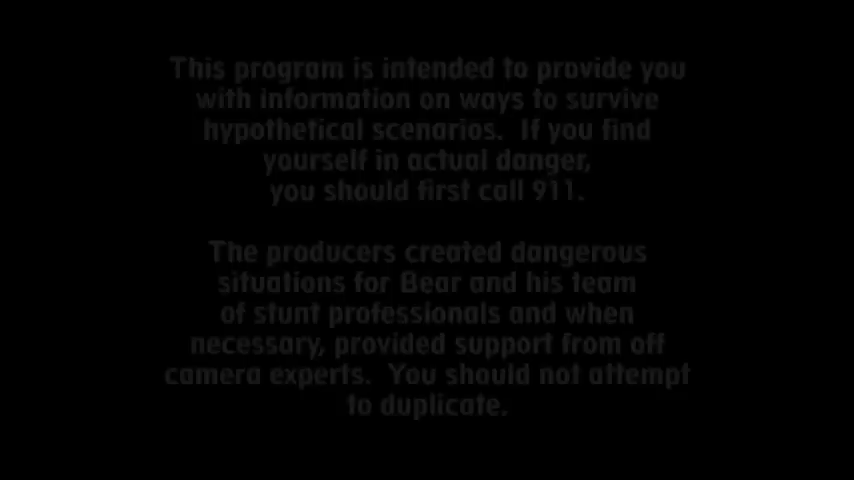 This program is intended to provide you
with information on ways to survive
hypothetical scenarios. If you find
yourself in actual danger,
you should first call 911.
The producers created dangerous
situations for Bear and his team
of stunt professionals and when
necessary, provided support from off
camera experts. You should not attempt
to duplicate.